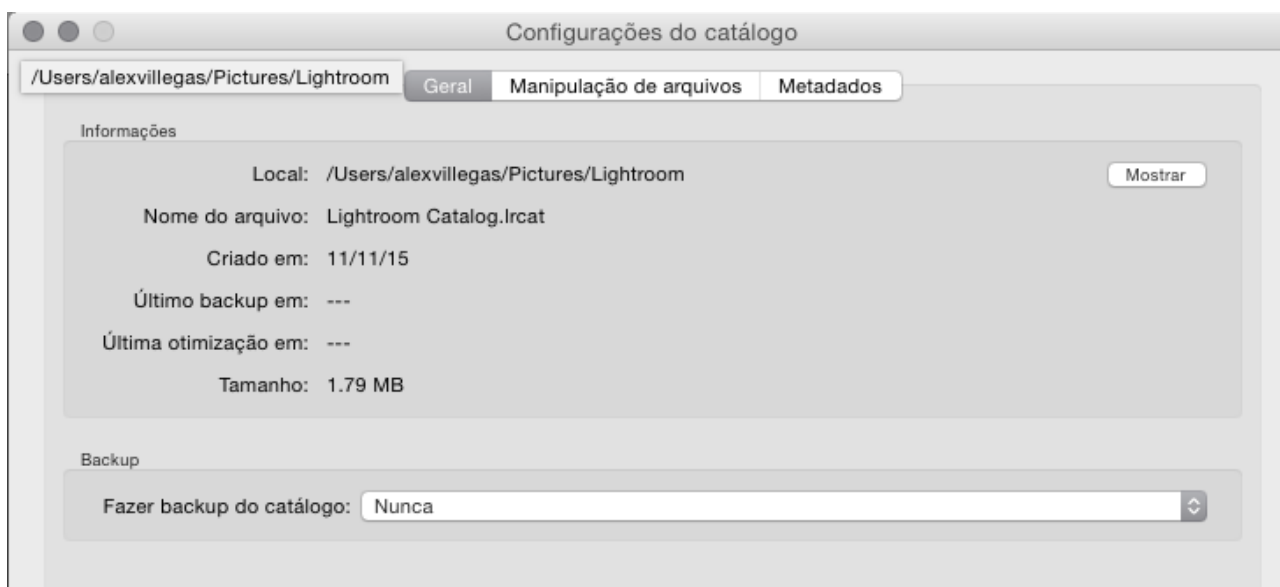 Configurações do catálogo
/Users/alexvillegas/Pictures/Lightroom
Geral Manipulação de arquivos Metadados
Informações
Local: /Users/alexvillegas/Pictures/Lightroom Mostrar
Nome do arquivo: Lightroom Catalog.lrcat
Criado em: 11/11/15
Último backup em: ---
Última otimização em: ---
Tamanho: 1.79 MB
Backup
Fazer backup do catálogo: Nunca